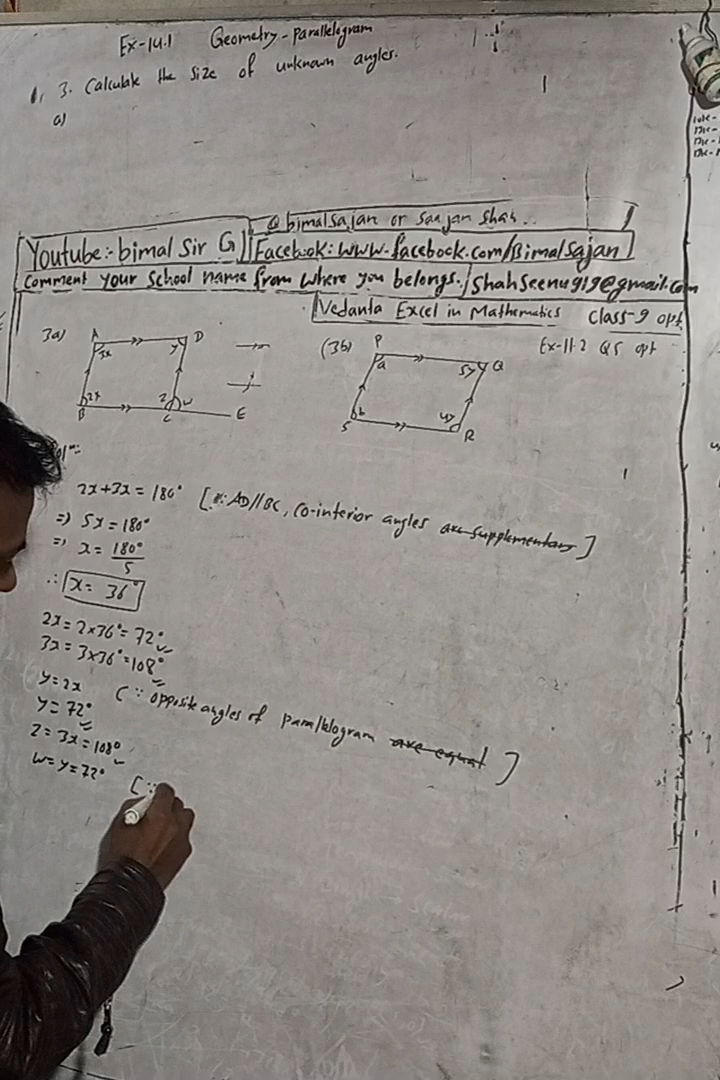 Ex-14.1 Geometry-parallelogram
1, 3. Calculate the size of unknown angles.
a)
@ bimalsajan or Saajan Shah..
Youtube:- bimal Sir G
Facebook: www.facebook.com/Bimalsajan
Comment your School name from where you belongs. / ShahSeenu919@gmail.com
Vedanta Excel in Mathematics Class-9 opt
Ex-11.2 Q5 opt
3a) A D
3x y
2x z w
B C E
(3b) P Q
a 5y
b 4y
S R
2x+3x = 180° [∵ AD//BC, Co-interior angles are supplementary]
=) 5x = 180°
=) x = 180°
5
∴ x = 36°
2x = 2×36° = 72°
3x = 3×36° = 108°
y = 2x (∵ opposite angles of parallelogram are equal]
y = 72°
z = 3x = 108°
w = y = 72° [∵